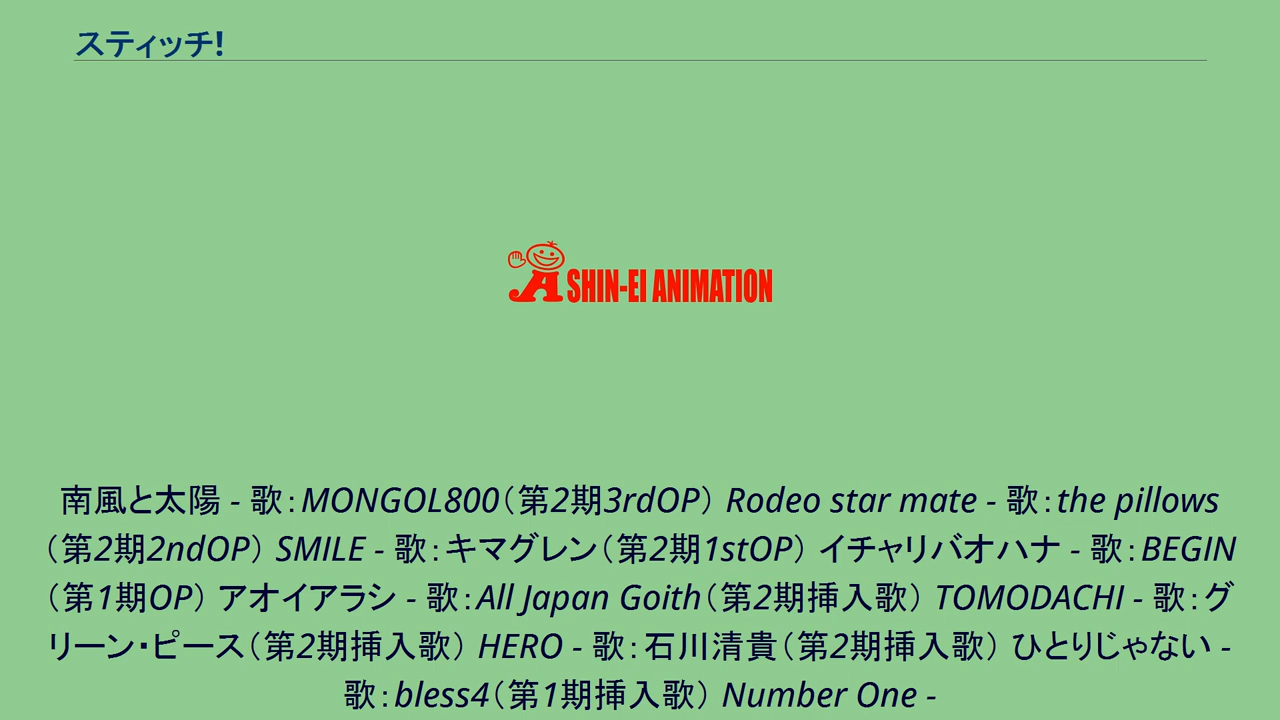 スティッチ!
A SHIN-EI ANIMATION
南風と太陽 - 歌：MONGOL800（第2期3rdOP） Rodeo star mate - 歌：the pillows
（第2期2ndOP） SMILE - 歌：キマグレン（第2期1stOP） イチャリバオハナ - 歌：BEGIN
（第1期OP） アオイアラシ - 歌：All Japan Goith（第2期挿入歌） TOMODACHI - 歌：グ
リーン・ピース（第2期挿入歌） HERO - 歌：石川清貴（第2期挿入歌） ひとりじゃない -
歌：bless4（第1期挿入歌） Number One -